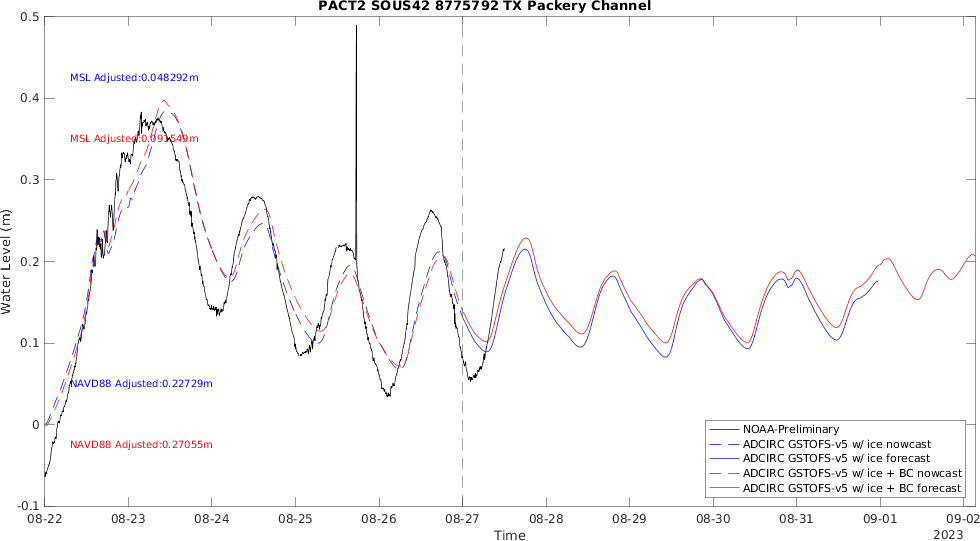 PACT2 SOUS42 8775792 TX Packery Channel
0.5
0.4
0.3
0.2
0.1
0
-0.1
Water Level (m)
MSL Adjusted:0.048292m
MSL Adjusted:0.091549m
NAVD88 Adjusted:0.22729m
NAVD88 Adjusted:0.27055m
NOAA-Preliminary
ADCIRC GSTOFS-v5 w/ ice nowcast
ADCIRC GSTOFS-v5 w/ ice forecast
ADCIRC GSTOFS-v5 w/ ice + BC nowcast
ADCIRC GSTOFS-v5 w/ ice + BC forecast
08-22 08-23 08-24 08-25 08-26 08-27 08-28 08-29 08-30 08-31 09-01 09-02
Time 2023